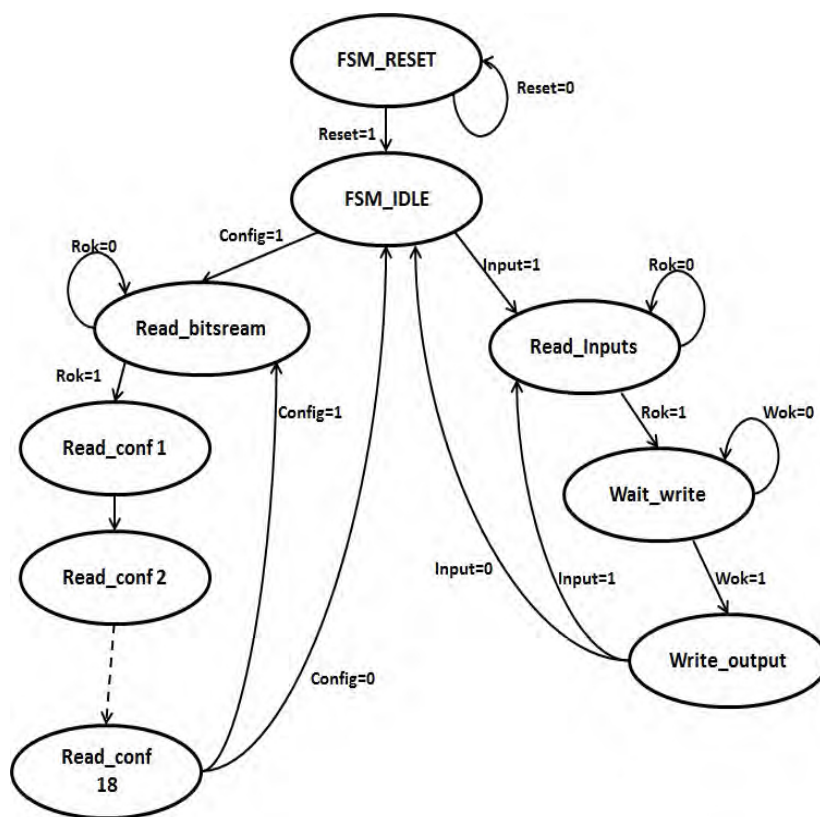 FSM_RESET
Reset=0
Reset=1
FSM_IDLE
Config=1
Rok=0
Input=1
Rok=0
Read_bitsream
Read_Inputs
Rok=1
Config=1
Rok=1
Wok=0
Read_conf 1
Wait_write
Read_conf 2
Input=0
Input=1
Wok=1
Write_output
Config=0
Read_conf
18